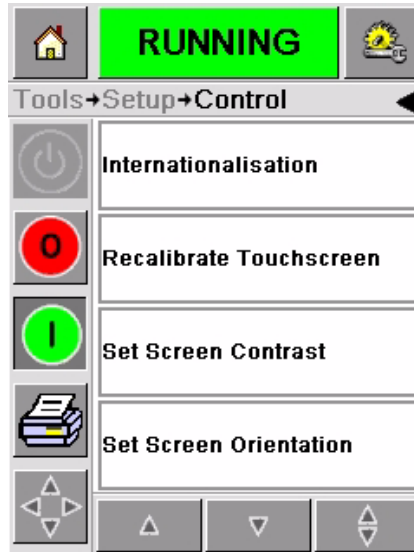 RUNNING
Tools→Setup→Control
Internationalisation
O
Recalibrate Touchscreen
I
Set Screen Contrast
Set Screen Orientation